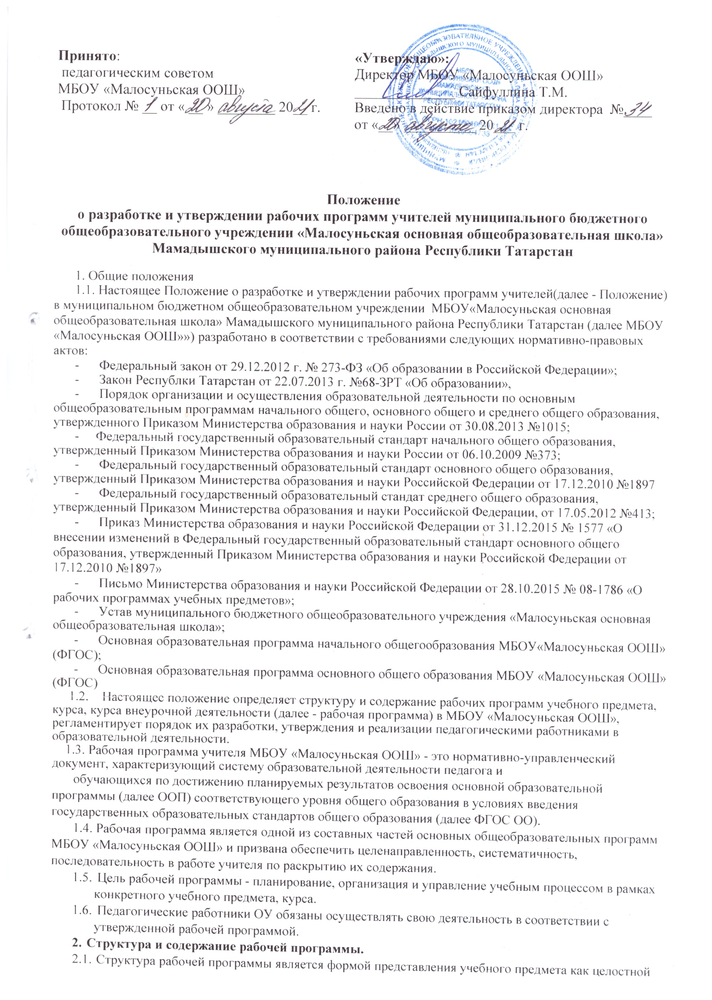 Принято:
педагогическим советом
МБОУ «Малосуньская ООШ»
Протокол № 1 от «20» августа 2021 г.
«Утверждаю»:
Директор МБОУ «Малосуньская ООШ»
Сайфуллина Т.М.
Введено в действие приказом директора № 34
от «20» августа 2021 г.
Положение
о разработке и утверждении рабочих программ учителей муниципального бюджетного
общеобразовательного учреждении «Малосуньская основная общеобразовательная школа»
Мамадышского муниципального района Республики Татарстан
1. Общие положения
1.1. Настоящее Положение о разработке и утверждении рабочих программ учителей(далее - Положение)
в муниципальном бюджетном общеобразовательном учреждении МБОУ«Малосуньская основная
общеобразовательная школа» Мамадышского муниципального района Республики Татарстан (далее МБОУ
«Малосуньская ООШ»») разработано в соответствии с требованиями следующих нормативно-правовых
актов:
- Федеральный закон от 29.12.2012 г. № 273-ФЗ «Об образовании в Российской Федерации»;
- Закон Республки Татарстан от 22.07.2013 г. №68-ЗРТ «Об образовании»,
- Порядок организации и осуществления образовательной деятельности по основным
общеобразовательным программам начального общего, основного общего и среднего общего образования,
утвержденного Приказом Министерства образования и науки России от 30.08.2013 №1015;
- Федеральный государственный образовательный стандарт начального общего образования,
утвержденный Приказом Министерства образования и науки России от 06.10.2009 №373;
- Федеральный государственный образовательный стандарт основного общего образования,
утвержденный Приказом Министерства образования и науки Российской Федерации от 17.12.2010 №1897
- Федеральный государственный образовательный стандат среднего общего образования,
утвержденный Приказом Министерства образования и науки Российской Федерации, от 17.05.2012 №413;
- Приказ Министерства образования и науки Российской Федерации от 31.12.2015 № 1577 «О
внесении изменений в Федеральный государственный образовательный стандарт основного общего
образования, утвержденный Приказом Министерства образования и науки Российской Федерации от
17.12.2010 №1897»
- Письмо Министерства образования и науки Российской Федерации от 28.10.2015 № 08-1786 «О
рабочих программах учебных предметов»;
- Устав муниципального бюджетного общеобразовательного учреждения «Малосуньская основная
общеобразовательная школа»;
- Основная образовательная программа начального общегообразования МБОУ«Малосуньская ООШ»
(ФГОС);
- Основная образовательная программа основного общего образования МБОУ «Малосуньская ООШ»
(ФГОС)
1.2. Настоящее положение определяет структуру и содержание рабочих программ учебного предмета,
курса, курса внеурочной деятельности (далее - рабочая программа) в МБОУ «Малосуньская ООШ»,
регламентирует порядок их разработки, утверждения и реализации педагогическими работниками в
образовательной деятельности.
1.3. Рабочая программа учителя МБОУ «Малосуньская ООШ» - это нормативно-управленческий
документ, характеризующий систему образовательной деятельности педагога и
обучающихся по достижению планируемых результатов освоения основной образовательной
программы (далее ООП) соответствующего уровня общего образования в условиях введения
государственных образовательных стандартов общего образования (далее ФГОС ОО).
1.4. Рабочая программа является одной из составных частей основных общеобразовательных программ
МБОУ «Малосуньская ООШ» и призвана обеспечить целенаправленность, систематичность,
последовательность в работе учителя по раскрытию их содержания.
1.5. Цель рабочей программы - планирование, организация и управление учебным процессом в рамках
конкретного учебного предмета, курса.
1.6. Педагогические работники ОУ обязаны осуществлять свою деятельность в соответствии с
утвержденной рабочей программой.
2. Структура и содержание рабочей программы.
2.1. Структура рабочей программы является формой представления учебного предмета как целостной